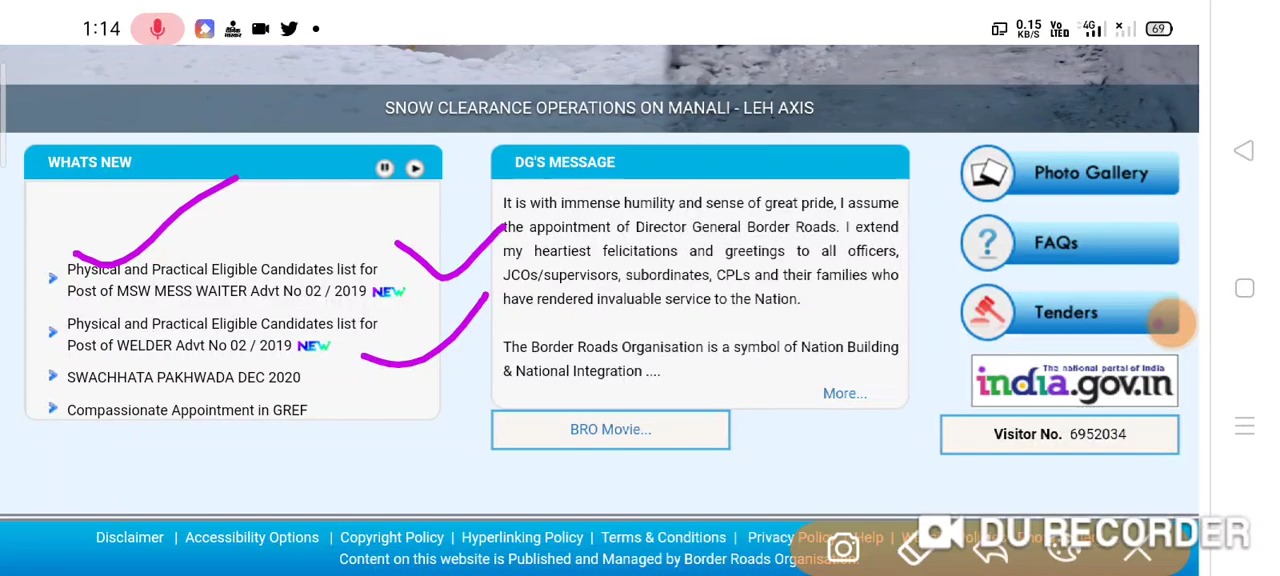 1:14
0.15
KB/S
Vo
LTED
4G
69
SNOW CLEARANCE OPERATIONS ON MANALI - LEH AXIS
WHATS NEW
Physical and Practical Eligible Candidates list for
Post of MSW MESS WAITER Advt No 02 / 2019 NEW
Physical and Practical Eligible Candidates list for
Post of WELDER Advt No 02 / 2019 NEW
SWACHHATA PAKHWADA DEC 2020
Compassionate Appointment in GREF
DG'S MESSAGE
It is with immense humility and sense of great pride, I assume
the appointment of Director General Border Roads. I extend
my heartiest felicitations and greetings to all officers,
JCOs/supervisors, subordinates, CPLs and their families who
have rendered invaluable service to the Nation.
The Border Roads Organisation is a symbol of Nation Building
& National Integration ....
More...
BRO Movie...
Photo Gallery
FAQs
Tenders
The national portal of India
india.gov.in
Visitor No. 6952034
Disclaimer | Accessibility Options | Copyright Policy | Hyperlinking Policy | Terms & Conditions | Privacy Policy Help
Content on this website is Published and Managed by Border Roads Organisation.
DU RECORDER